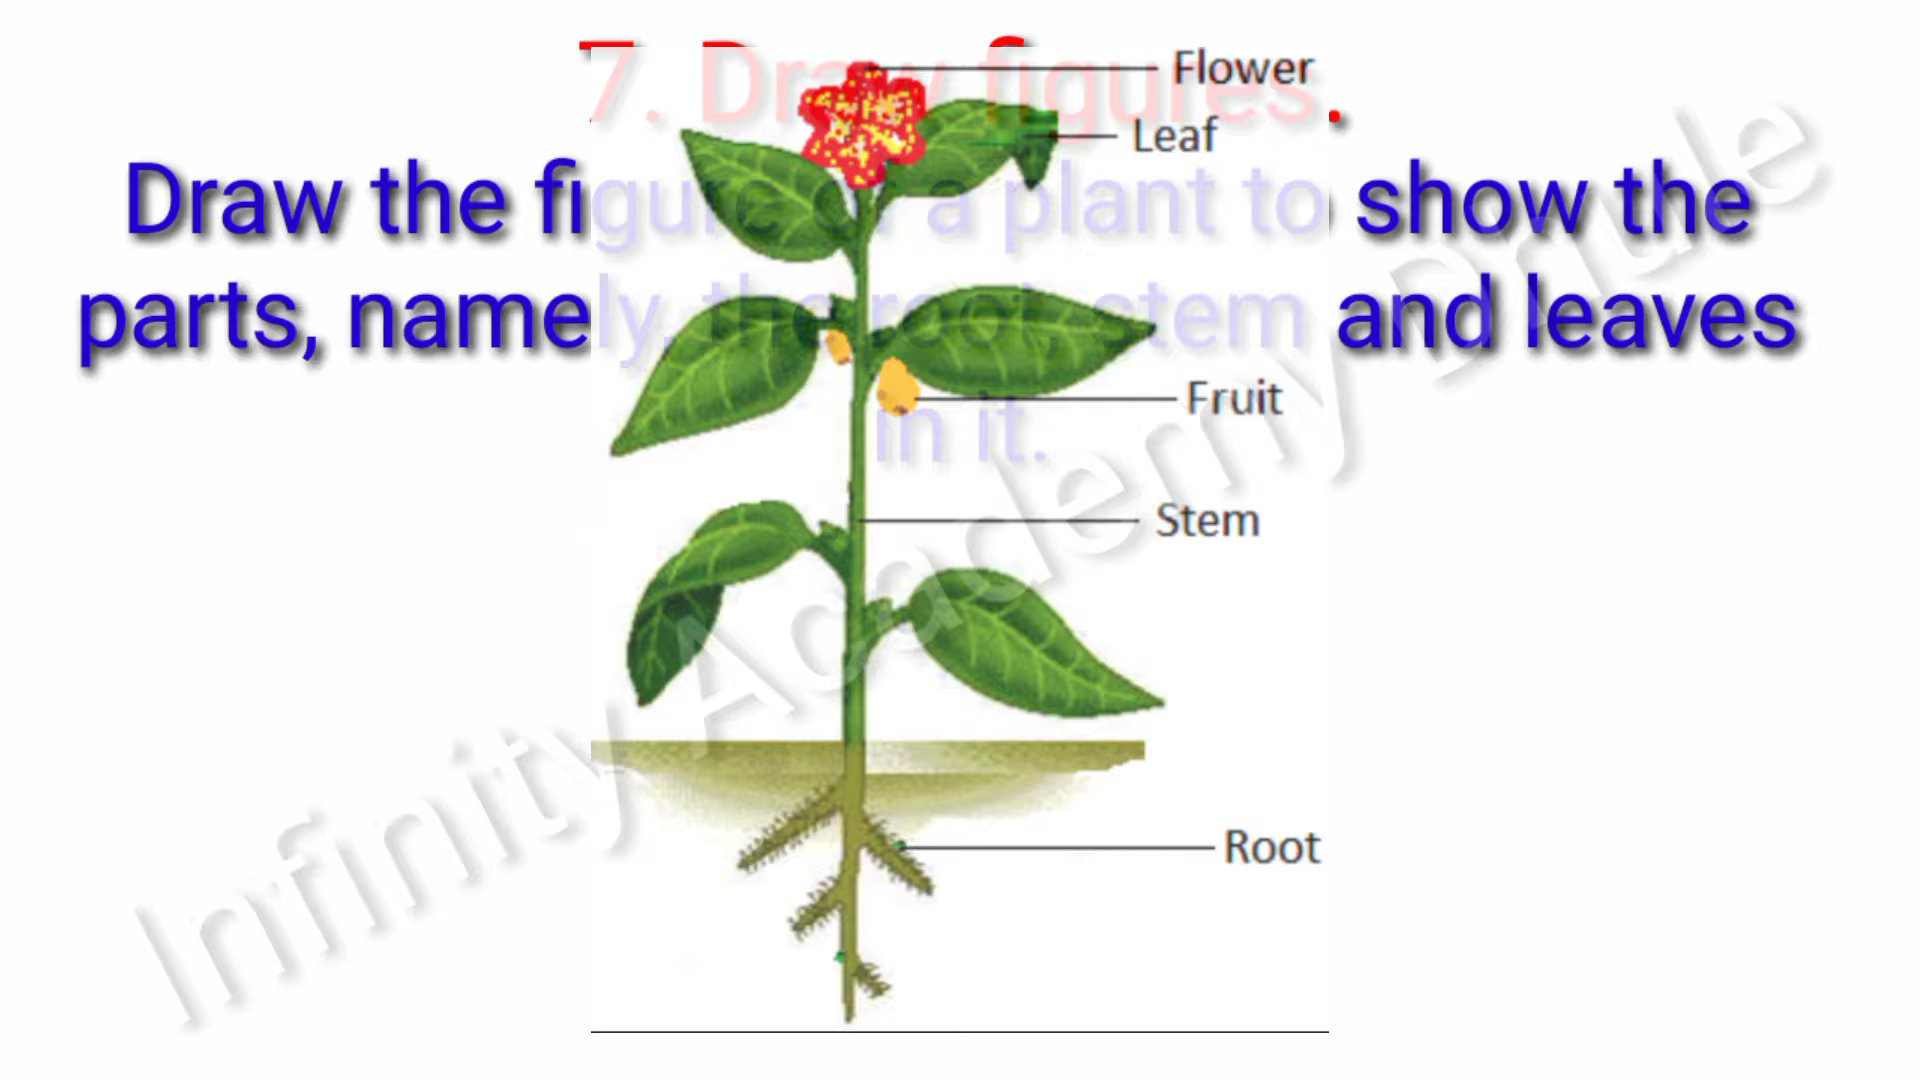 7. Draw figures.
Draw the figure of a plant to show the
parts, namely, the root, stem and leaves
in it.
Flower
Leaf
Fruit
Stem
Root
Infinity Academy Dhule